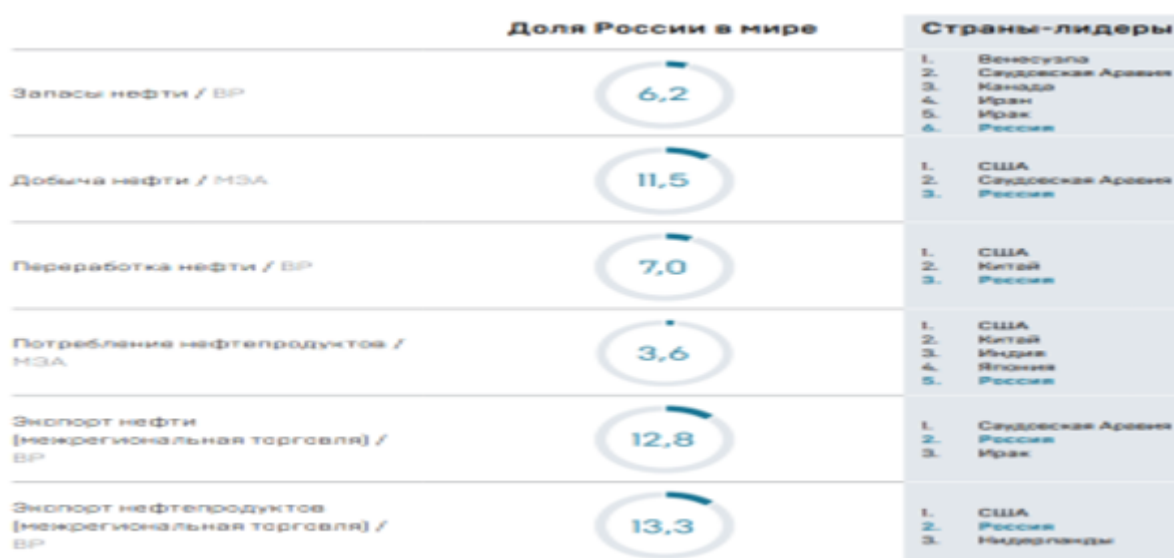 Доля России в мире
Страны-лидеры
Запасы нефти / BP
6,2
1. Венесуэла
2. Саудовская Аравия
3. Канада
4. Иран
5. Ирак
6. Россия
Добыча нефти / МЭА
11,5
1. США
2. Саудовская Аравия
3. Россия
Переработка нефти / BP
7,0
1. США
2. Китай
3. Россия
Потребление нефтепродуктов /
МЭА
3,6
1. США
2. Китай
3. Индия
4. Япония
5. Россия
Экспорт нефти
(межрегиональная торговля) /
BP
12,8
1. Саудовская Аравия
2. Россия
3. Ирак
Экспорт нефтепродуктов
(межрегиональная торговля) /
BP
13,3
1. США
2. Россия
3. Нидерланды